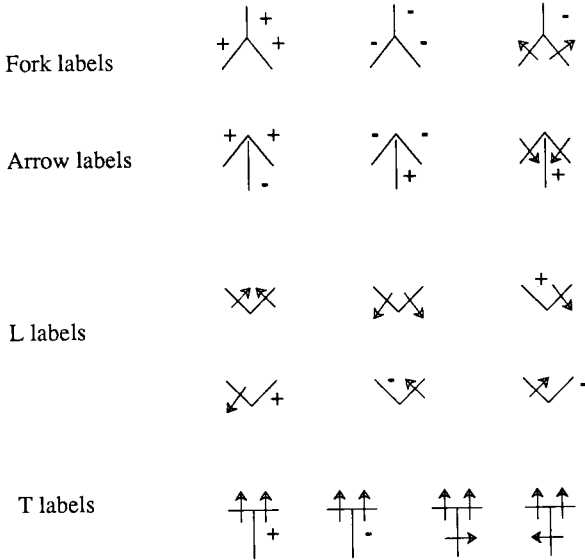 +
+ +
- 
- -
-
Fork labels
+ +
- -
Arrow labels
- + +
+
L labels
+ - -
T labels
+ -